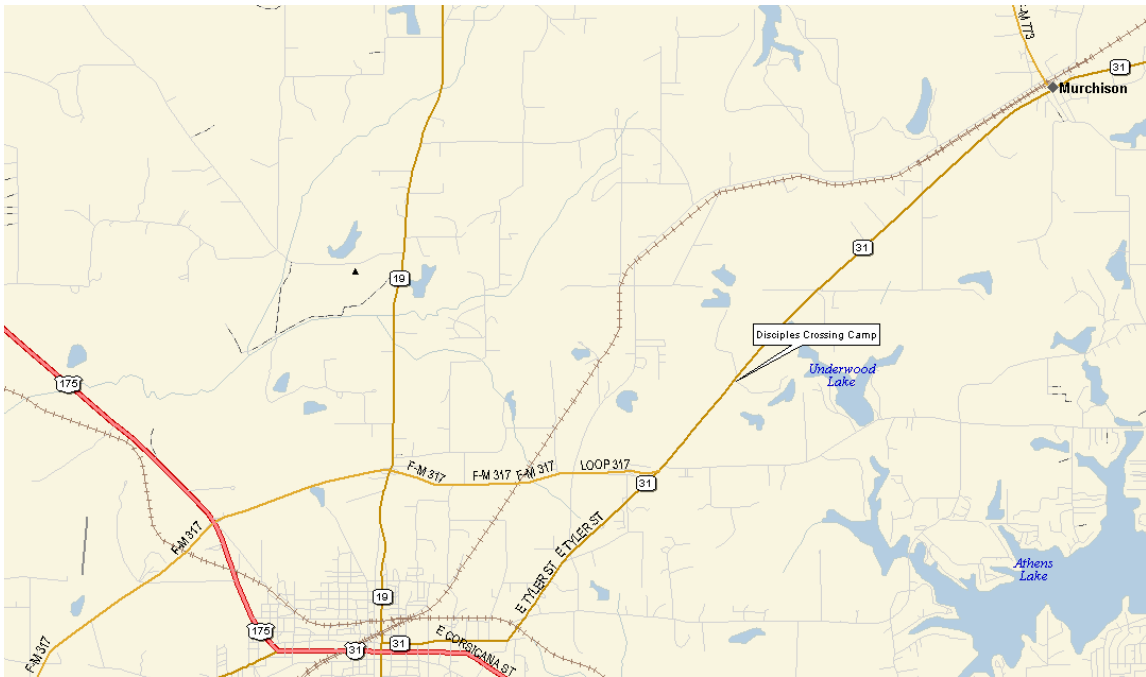 F-M 773
31
Murchison
31
19
Disciples Crossing Camp
Underwood
Lake
175
F-M 317
F-M 317
F-M 317
LOOP 317
31
F-M 317
E TYLER ST
E TYLER ST
Athens
Lake
19
175
31
31
E CORSICANA ST
F-M 317